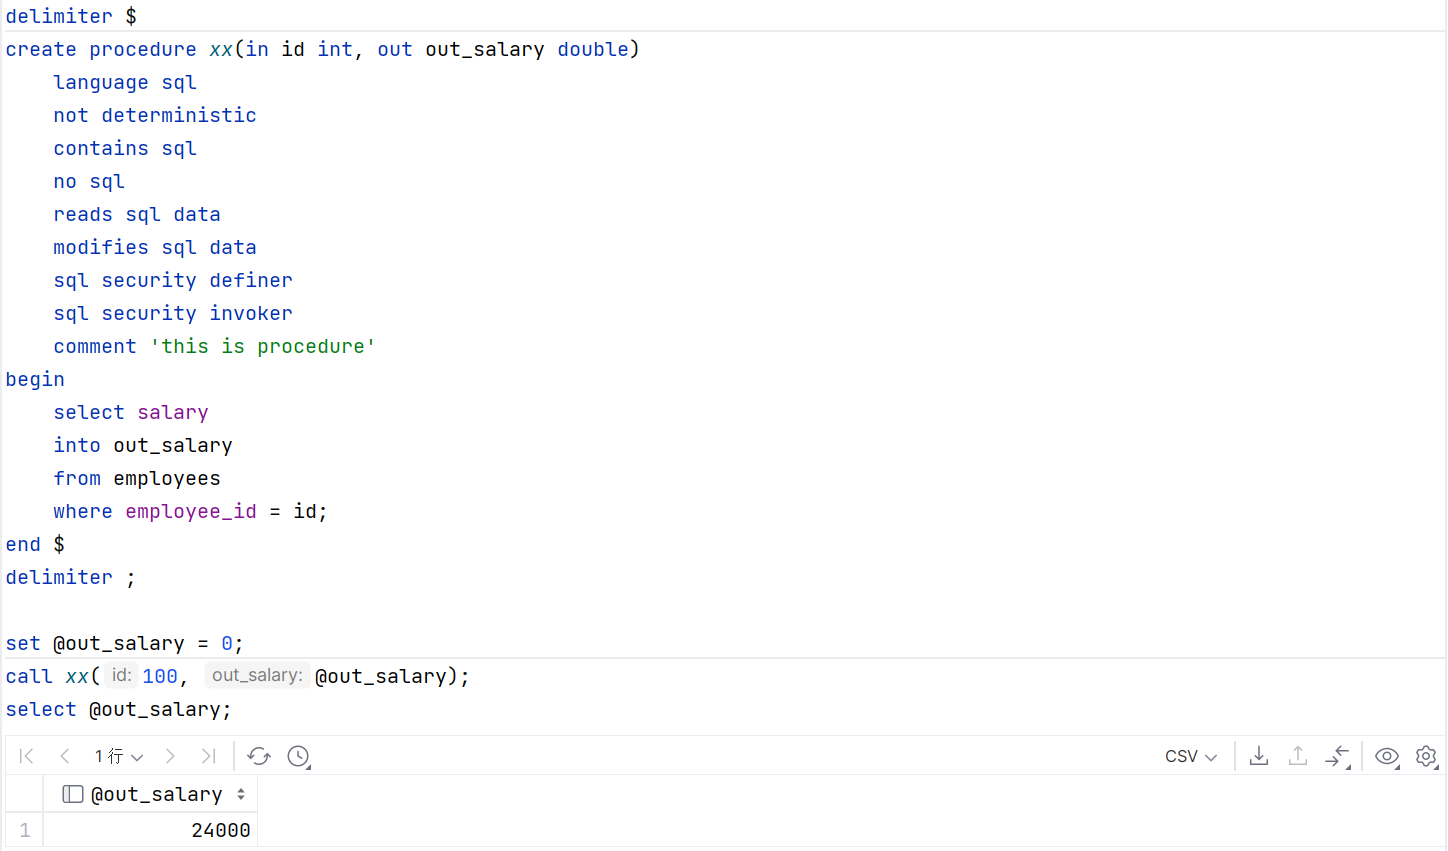 delimiter $
create procedure xx(in id int, out out_salary double)
    language sql
    not deterministic
    contains sql
    no sql
    reads sql data
    modifies sql data
    sql security definer
    sql security invoker
    comment 'this is procedure'
begin
    select salary
    into out_salary
    from employees
    where employee_id = id;
end $
delimiter ;
set @out_salary = 0;
call xx( id: 100, out_salary: @out_salary);
select @out_salary;
1 行 CSV
@out_salary
1 24000